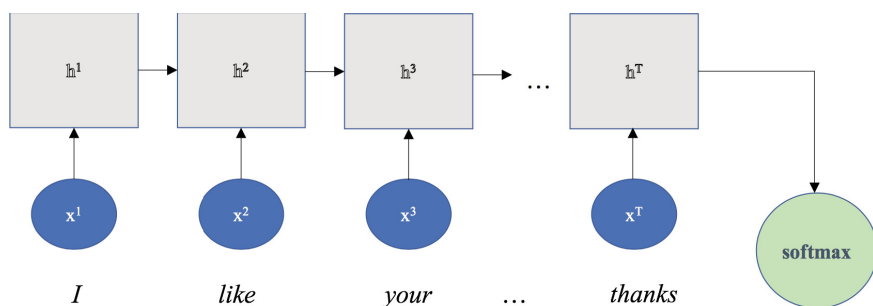 𝕙¹ 𝕙² 𝕙³ … 𝕙ᵀ
x¹ x² x³ xᵀ
softmax
I like your … thanks